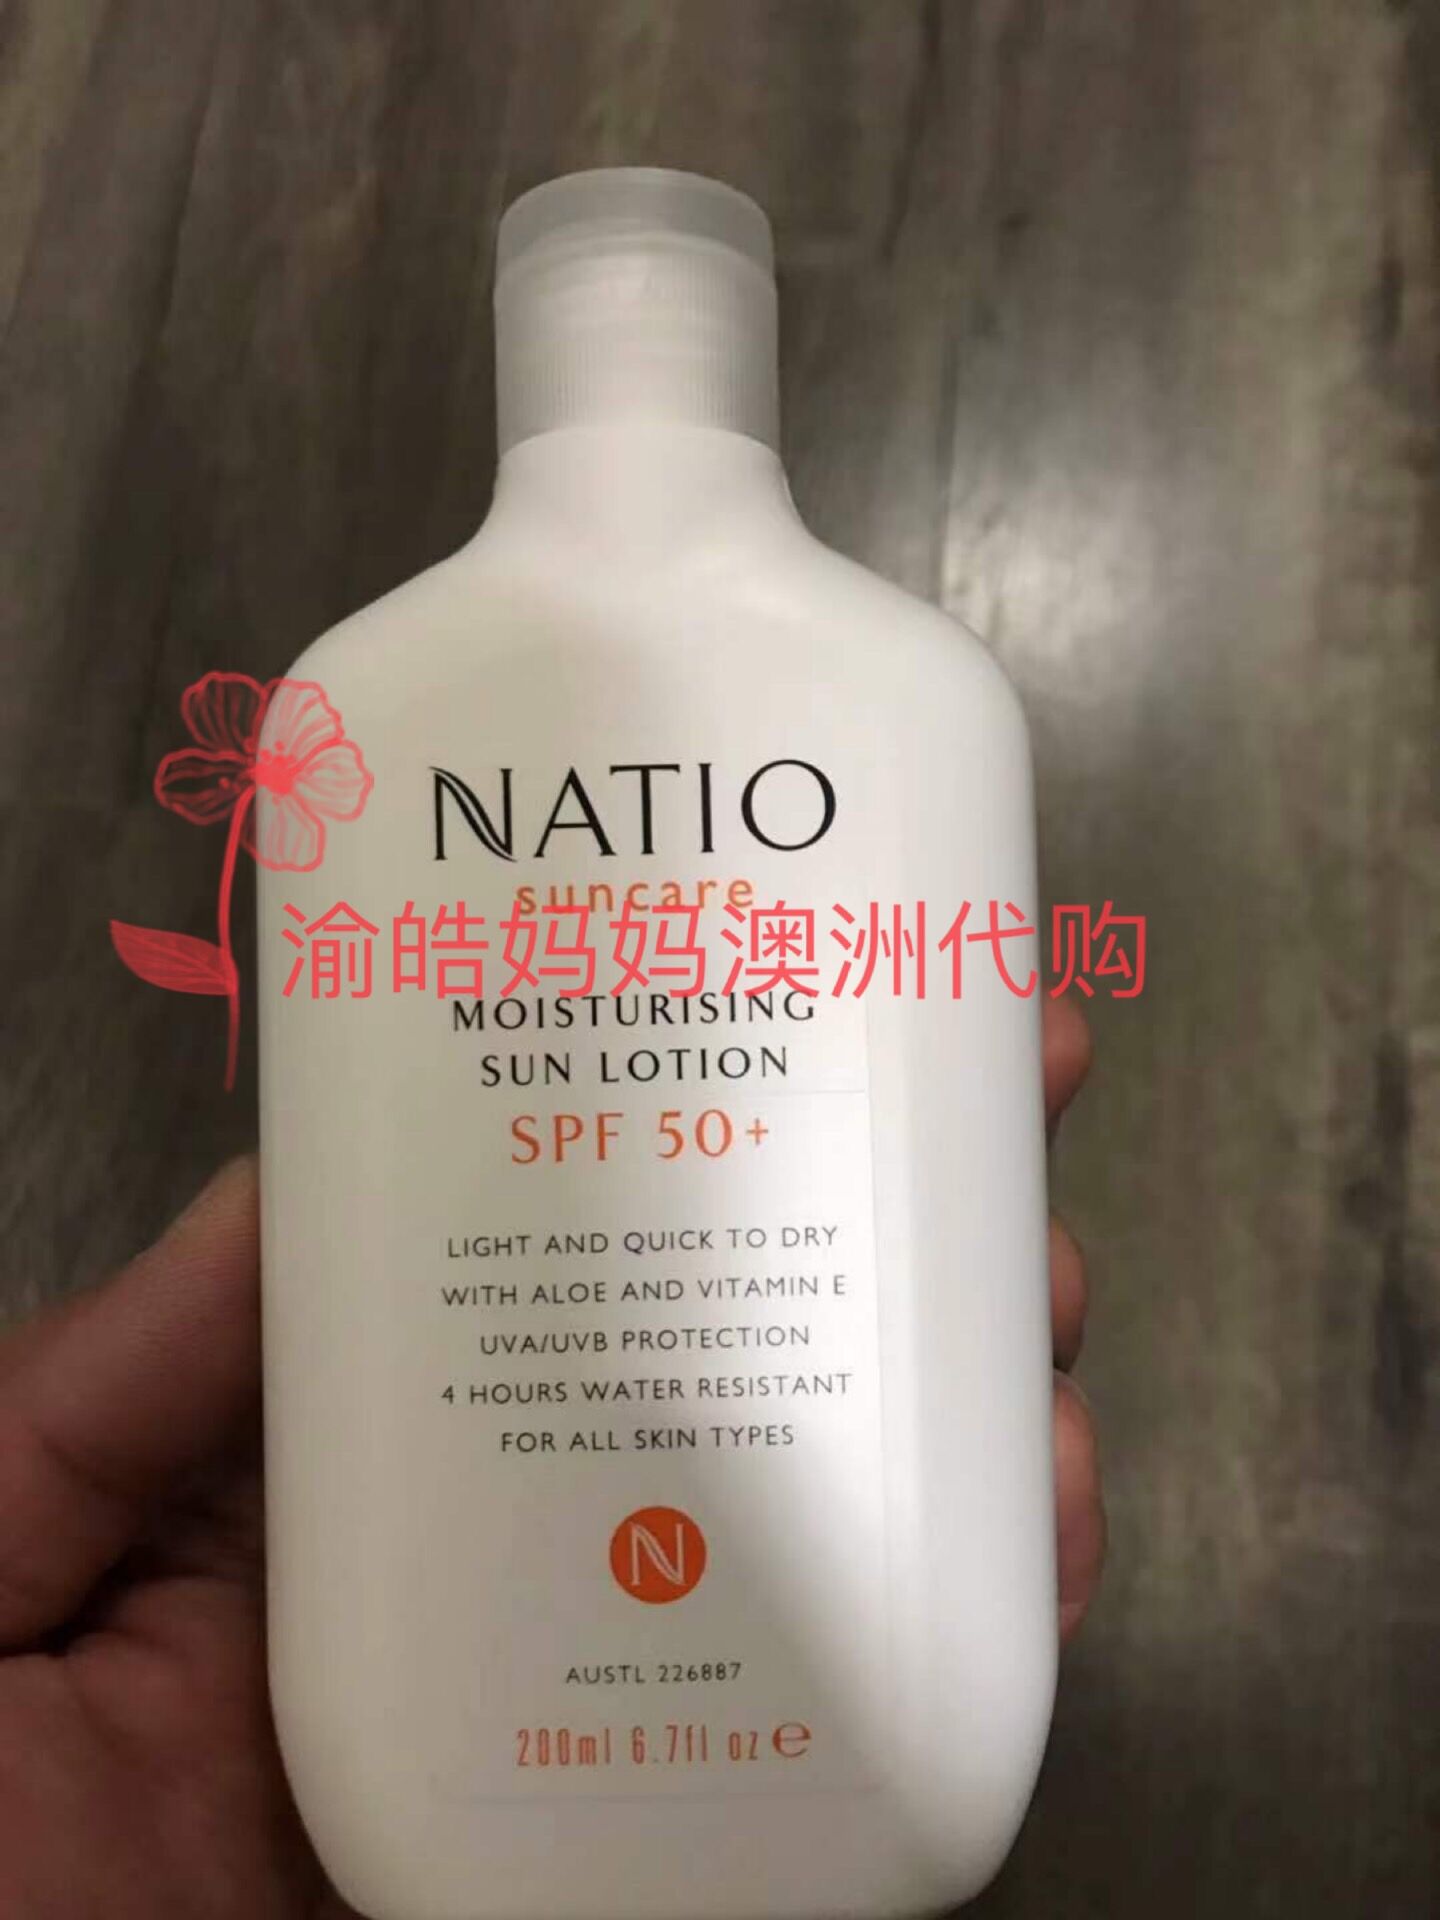 NATIO
suncare
渝皓妈妈澳洲代购
MOISTURISING
SUN LOTION
SPF 50+
LIGHT AND QUICK TO DRY
WITH ALOE AND VITAMIN E
UVA/UVB PROTECTION
4 HOURS WATER RESISTANT
FOR ALL SKIN TYPES
N
AUSTL 226887
200ml 6.7fl oz e